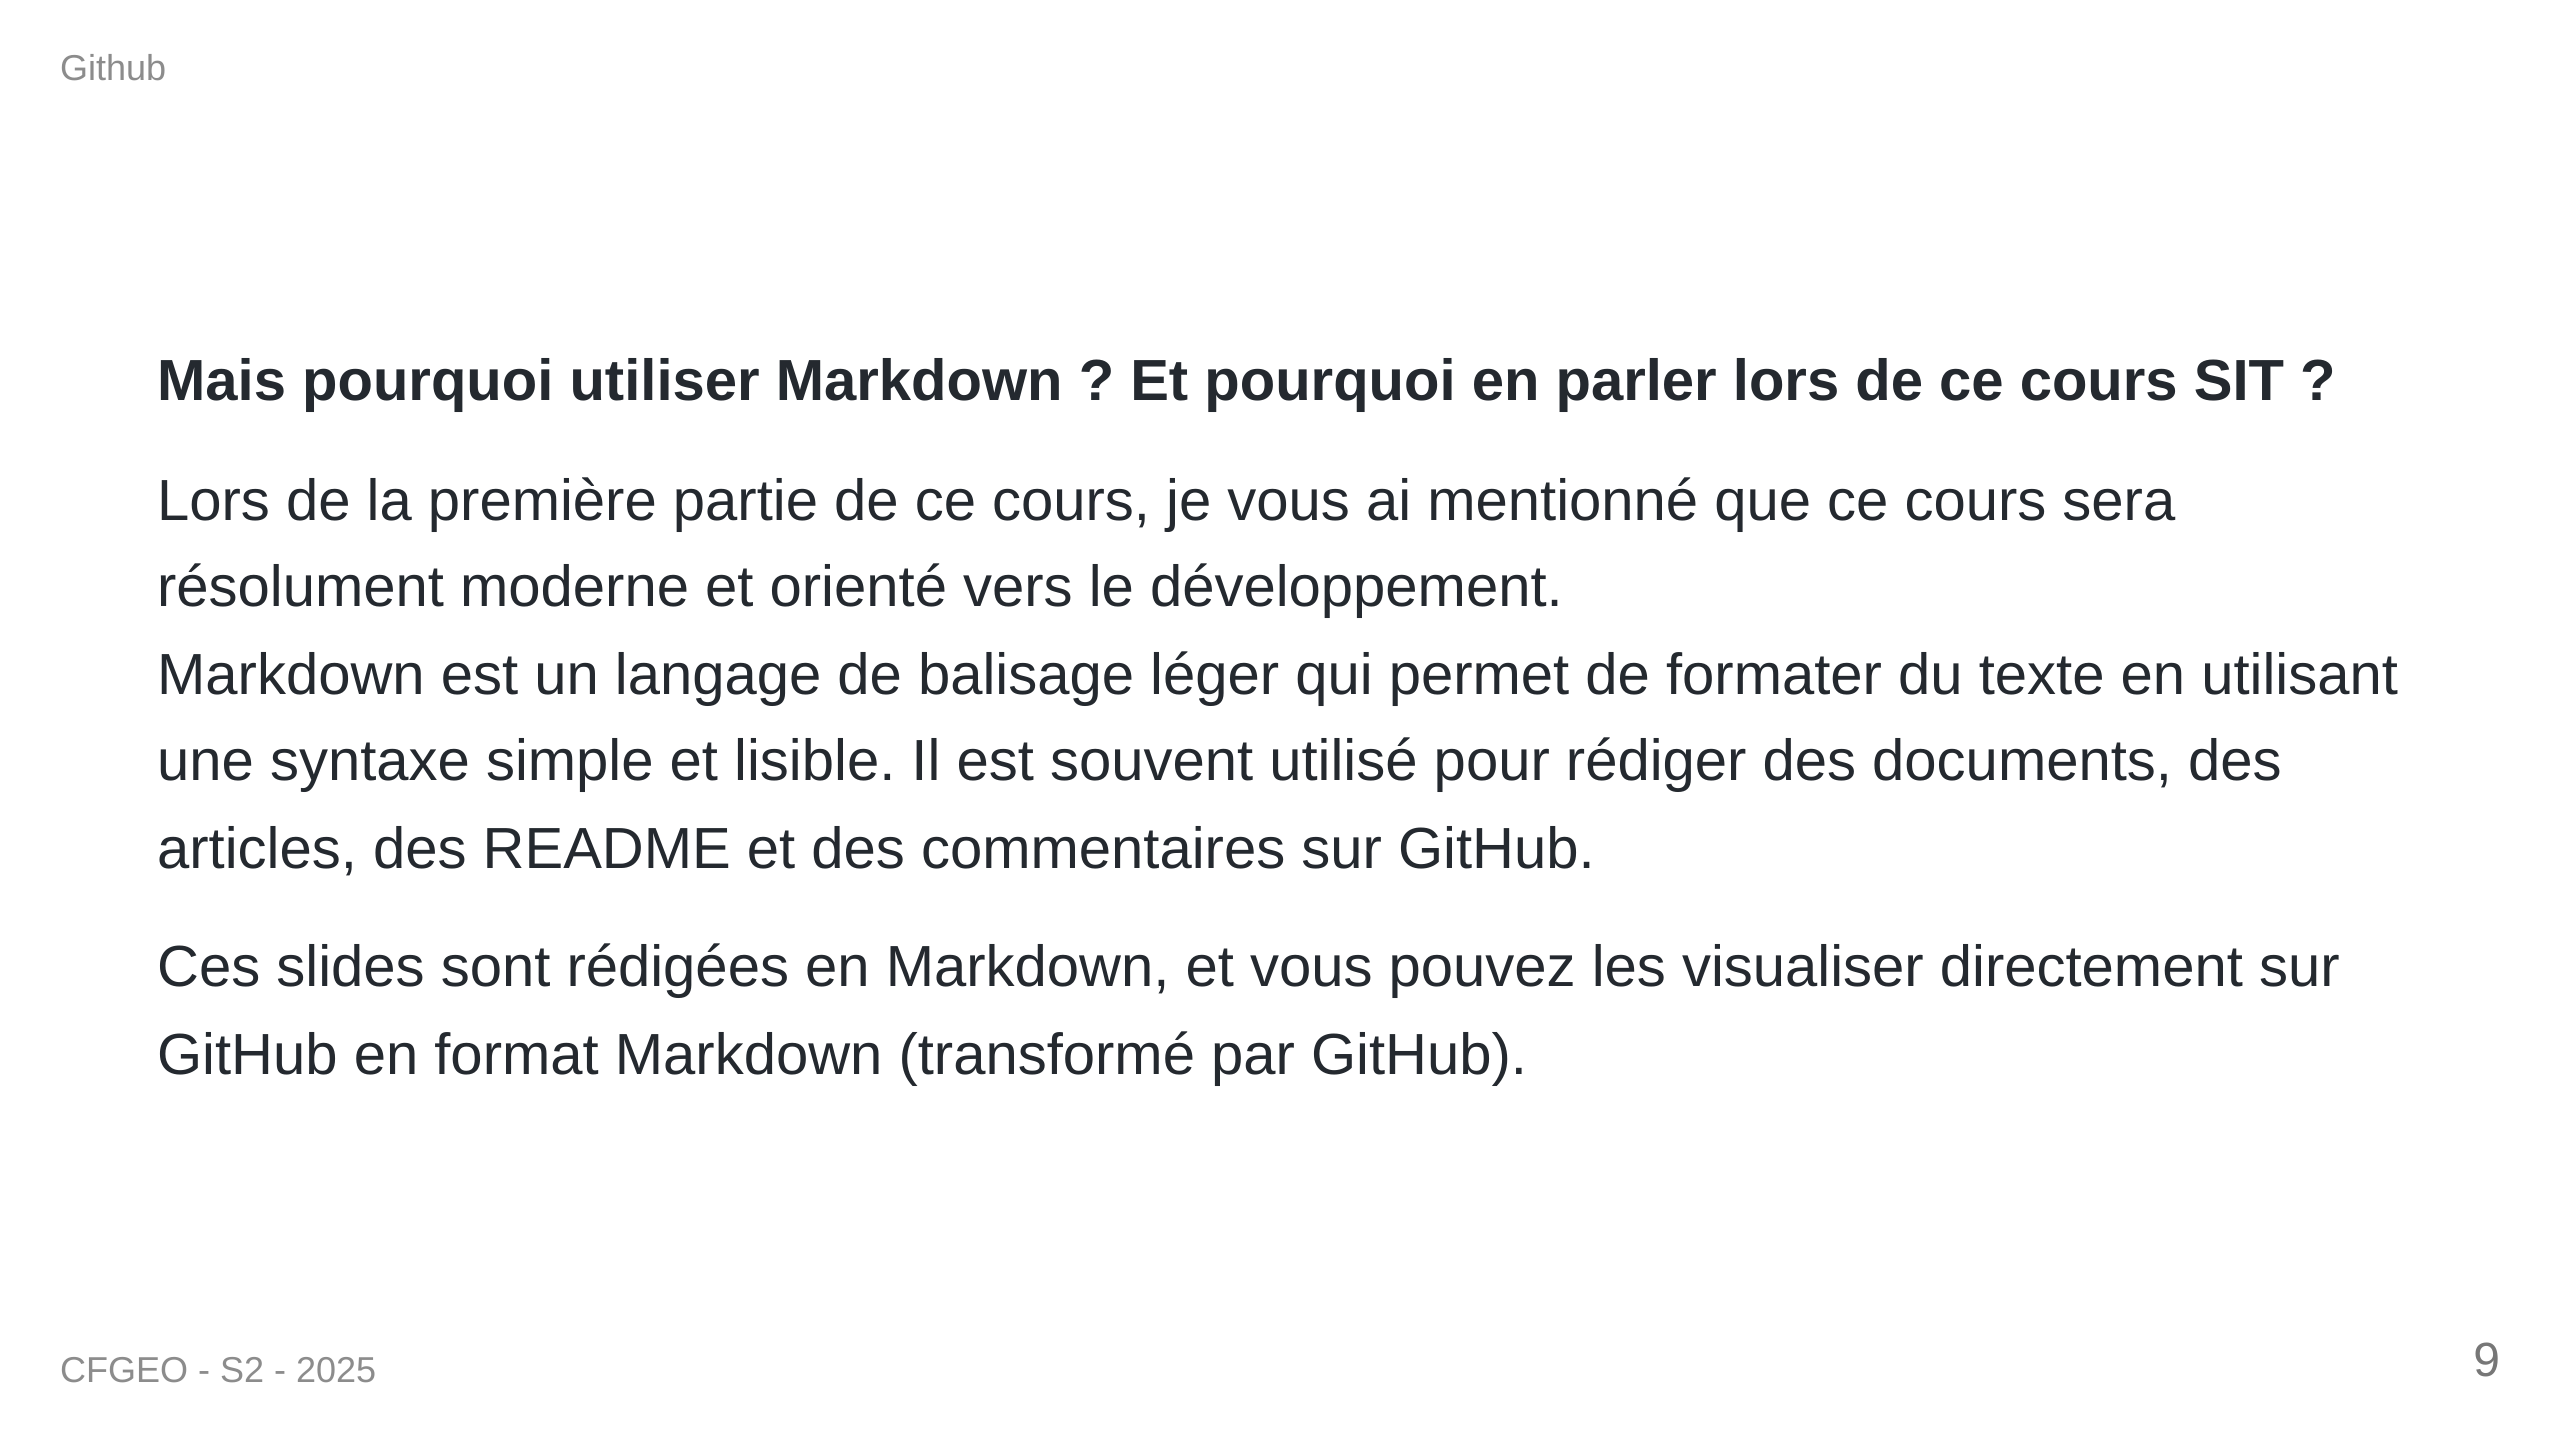 Github
Mais pourquoi utiliser Markdown ? Et pourquoi en parler lors de ce cours SIT ?
Lors de la première partie de ce cours, je vous ai mentionné que ce cours sera
résolument moderne et orienté vers le développement.
Markdown est un langage de balisage léger qui permet de formater du texte en utilisant
une syntaxe simple et lisible. Il est souvent utilisé pour rédiger des documents, des
articles, des README et des commentaires sur GitHub.
Ces slides sont rédigées en Markdown, et vous pouvez les visualiser directement sur
GitHub en format Markdown (transformé par GitHub).
CFGEO - S2 - 2025
9